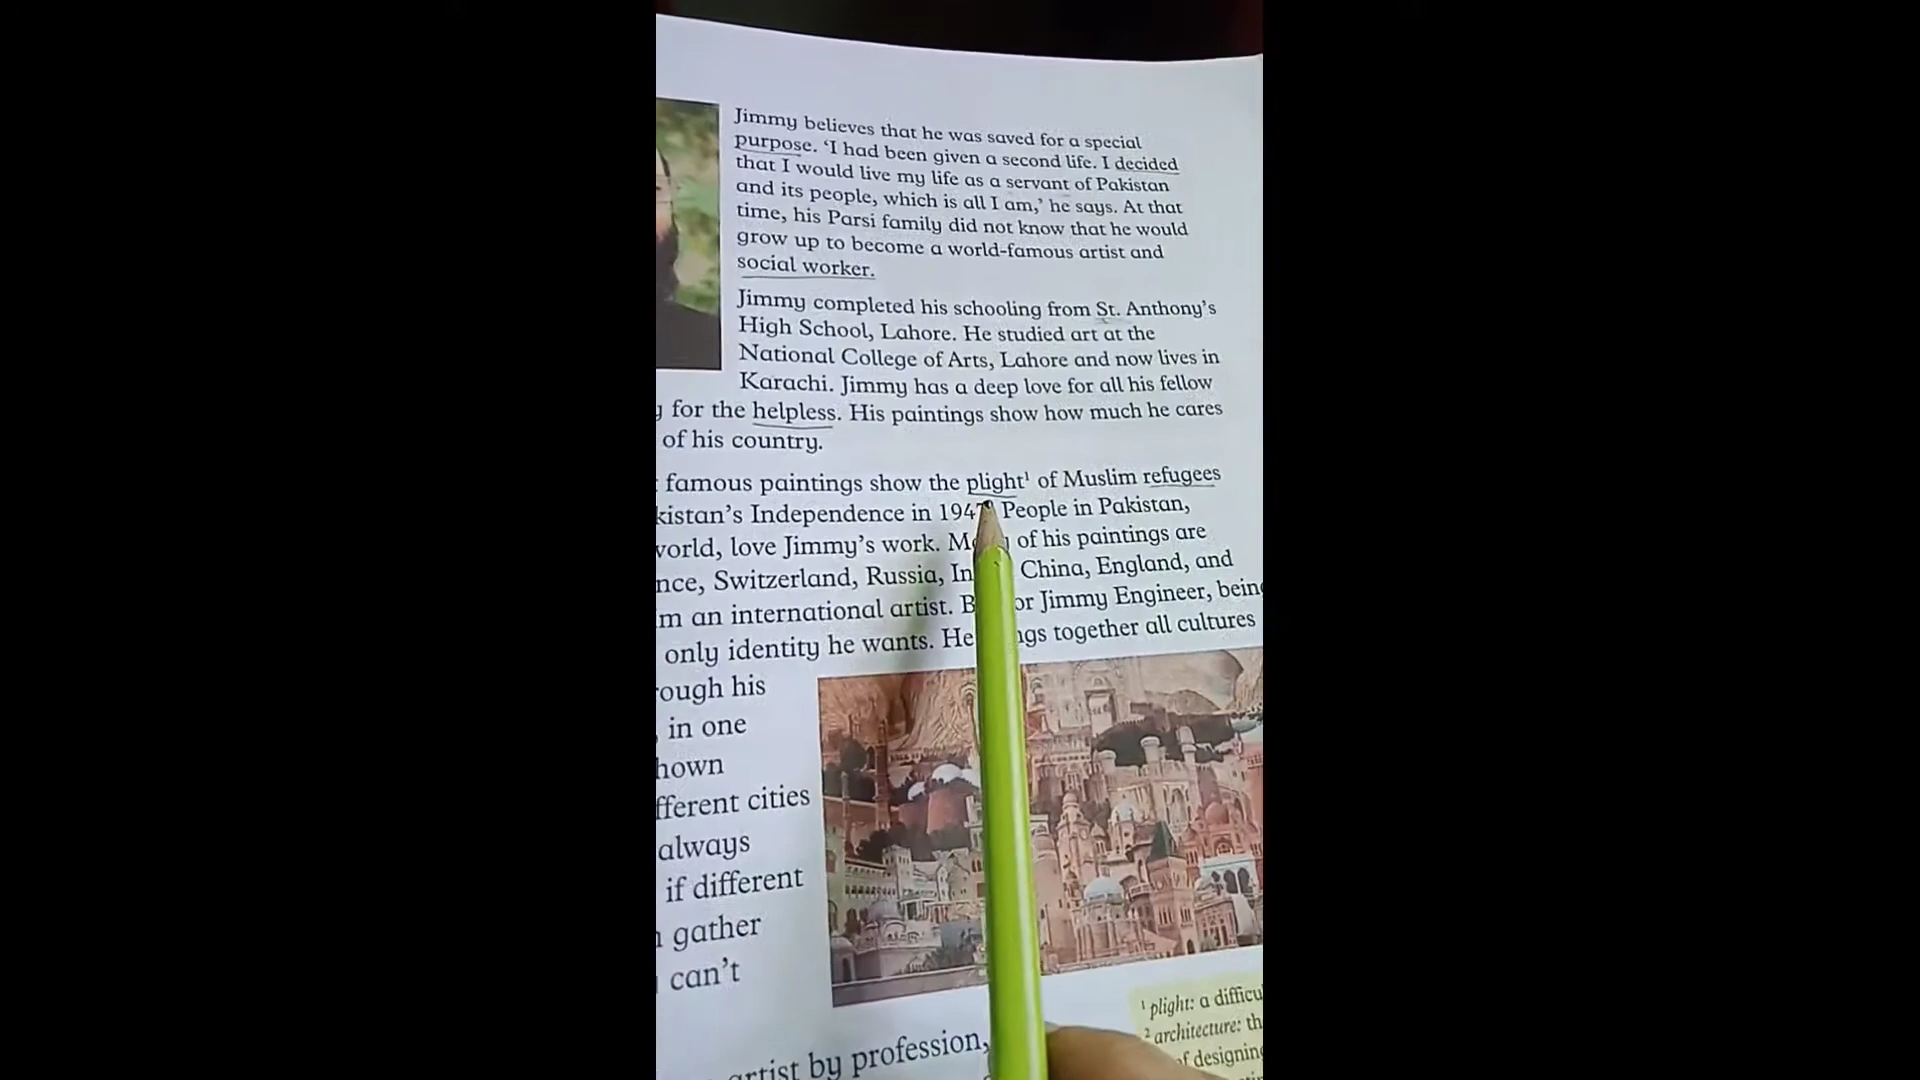 Jimmy believes that he was saved for a special
purpose. ‘I had been given a second life. I decided
that I would live my life as a servant of Pakistan
and its people, which is all I am,’ he says. At that
time, his Parsi family did not know that he would
grow up to become a world-famous artist and
social worker.
Jimmy completed his schooling from St. Anthony’s
High School, Lahore. He studied art at the
National College of Arts, Lahore and now lives in
Karachi. Jimmy has a deep love for all his fellow
for the helpless. His paintings show how much he cares
of his country.
famous paintings show the plight¹ of Muslim refugees
kistan’s Independence in 1947 People in Pakistan,
world, love Jimmy’s work. of his paintings are
nce, Switzerland, Russia, China, England, and
m an international artist. or Jimmy Engineer, being
only identity he wants. He together all cultures
ough his
in one
hown
fferent cities
always
if different
gather
can’t
artist by profession,
¹ plight: a difficu
² architecture: th
of designing